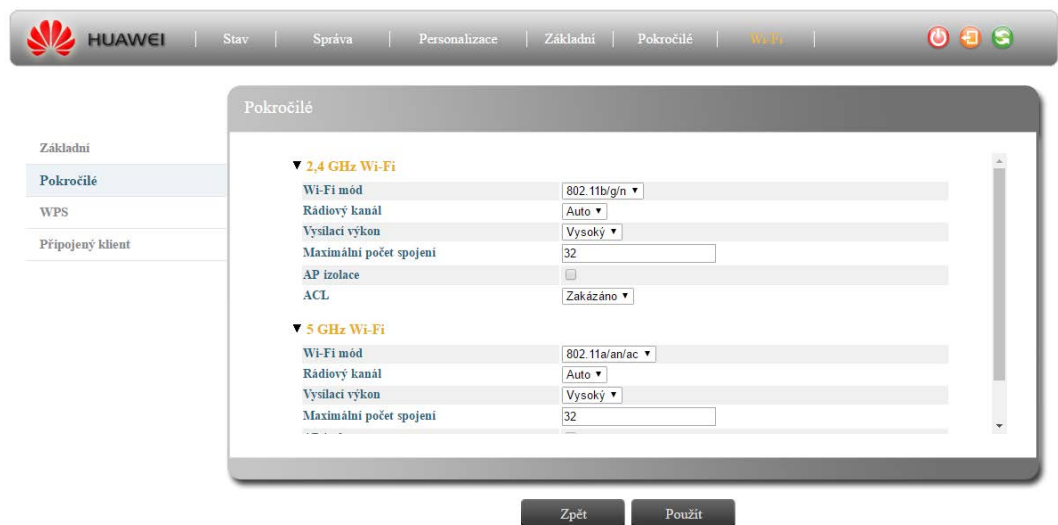 HUAWEI | Stav | Správa | Personalizace | Základní | Pokročilé | Wi-Fi |
Pokročilé
Základní
Pokročilé
WPS
Připojený klient
2,4 GHz Wi-Fi
Wi-Fi mód 802.11b/g/n
Rádiový kanál Auto
Vysílací výkon Vysoký
Maximální počet spojení 32
AP izolace
ACL Zakázáno
5 GHz Wi-Fi
Wi-Fi mód 802.11a/an/ac
Rádiový kanál Auto
Vysílací výkon Vysoký
Maximální počet spojení 32
Zpět Použít